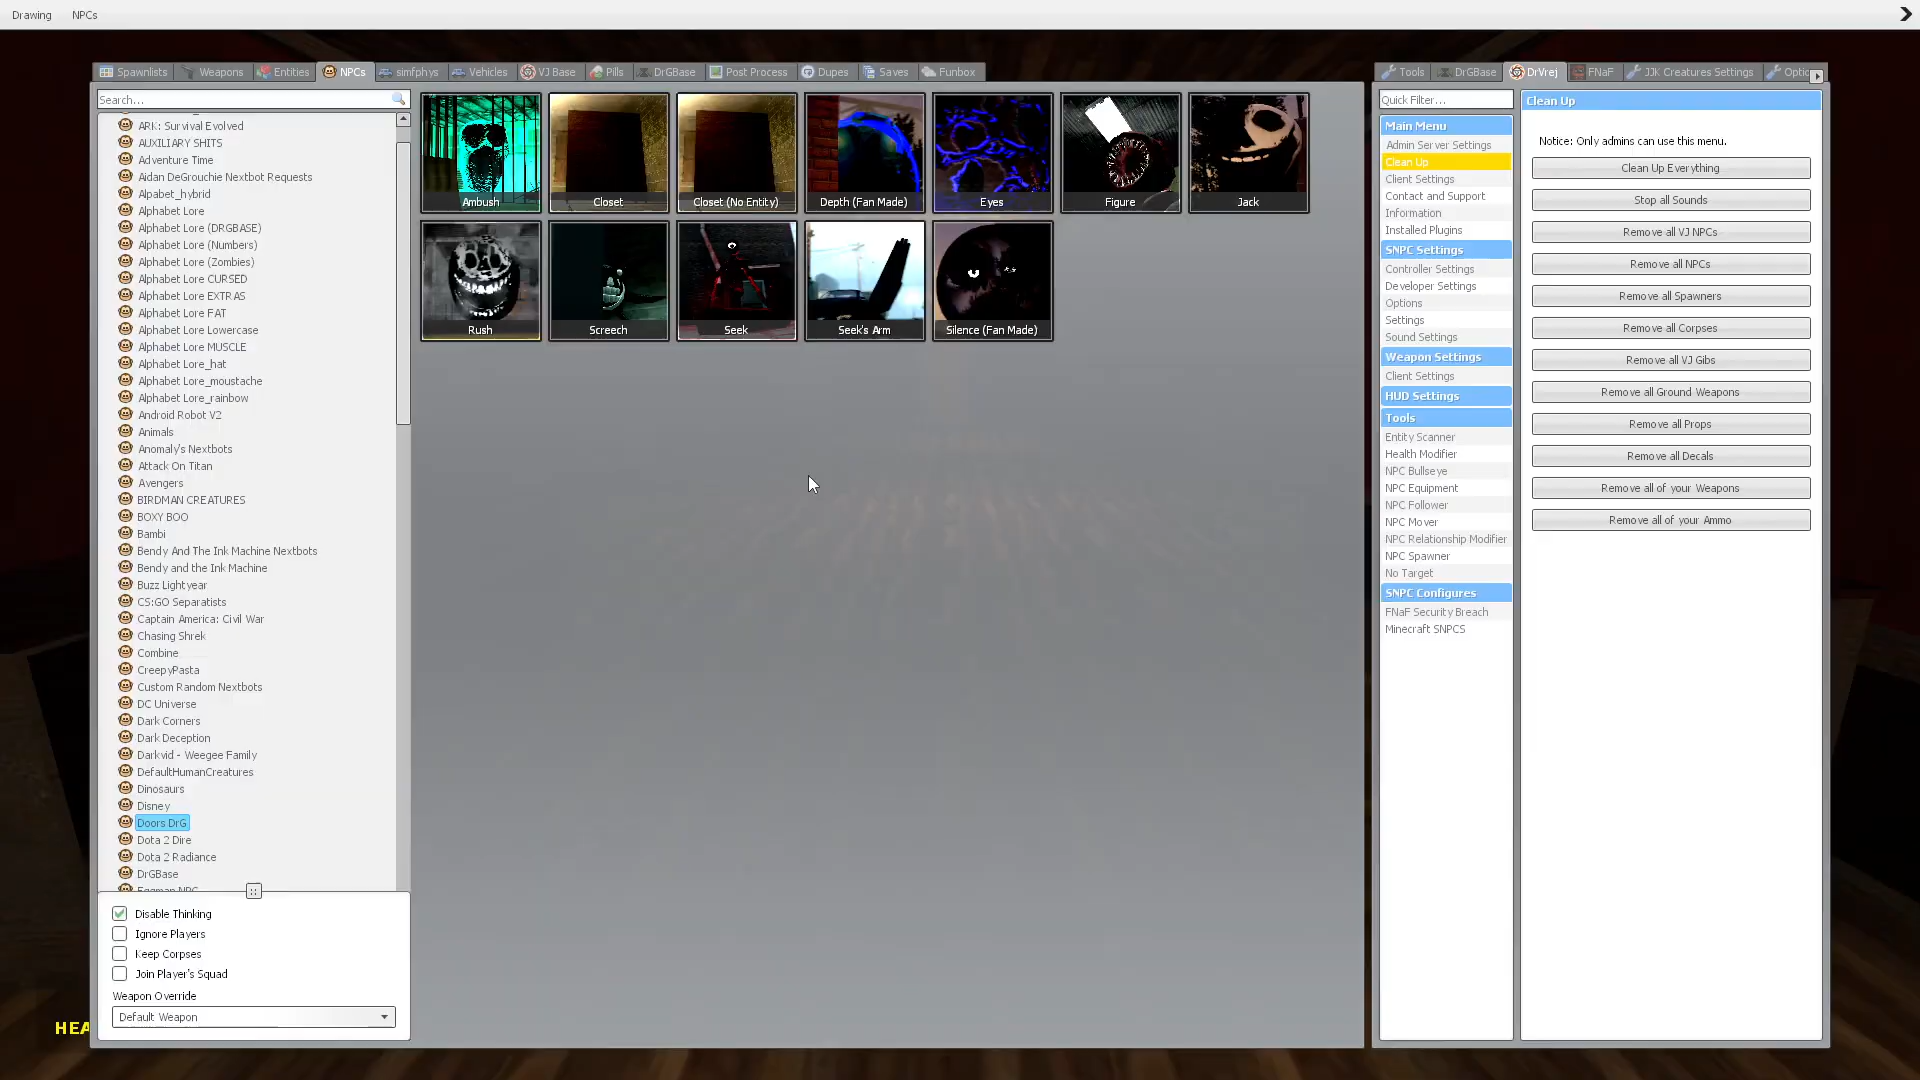 Drawing NPCs
Spawnlists Weapons Entities NPCs simfphys Vehicles VJ Base Pills DrGBase Post Process Dupes Saves Funbox
Search...
ARK: Survival Evolved
AUXILIARY SHITS
Adventure Time
Aidan DeGrouchie Nextbot Requests
Alpabet_hybrid
Alphabet Lore
Alphabet Lore (DRGBASE)
Alphabet Lore (Numbers)
Alphabet Lore (Zombies)
Alphabet Lore CURSED
Alphabet Lore EXTRAS
Alphabet Lore FAT
Alphabet Lore Lowercase
Alphabet Lore MUSCLE
Alphabet Lore_hat
Alphabet Lore_moustache
Alphabet Lore_rainbow
Android Robot V2
Animals
Anomaly's Nextbots
Attack On Titan
Avengers
BIRDMAN CREATURES
BOXY BOO
Bambi
Bendy And The Ink Machine Nextbots
Bendy and the Ink Machine
Buzz Lightyear
CS:GO Separatists
Captain America: Civil War
Chasing Shrek
Combine
CreepyPasta
Custom Random Nextbots
DC Universe
Dark Corners
Dark Deception
Darkvid - Weegee Family
DefaultHumanCreatures
Dinosaurs
Disney
Doors DrG
Dota 2 Dire
Dota 2 Radiance
DrGBase
Eggman NPC
Disable Thinking
Ignore Players
Keep Corpses
Join Player's Squad
Weapon Override
Default Weapon
HEA
Ambush Closet Closet (No Entity) Depth (Fan Made) Eyes Figure Jack
Rush Screech Seek Seek's Arm Silence (Fan Made)
Tools DrGBase DrVrej FNaF JJK Creatures Settings Optic
Quick Filter...
Main Menu
Admin Server Settings
Clean Up
Client Settings
Contact and Support
Information
Installed Plugins
SNPC Settings
Controller Settings
Developer Settings
Options
Settings
Sound Settings
Weapon Settings
Client Settings
HUD Settings
Tools
Entity Scanner
Health Modifier
NPC Bullseye
NPC Equipment
NPC Follower
NPC Mover
NPC Relationship Modifier
NPC Spawner
No Target
SNPC Configures
FNaF Security Breach
Minecraft SNPCS
Clean Up
Notice: Only admins can use this menu.
Clean Up Everything
Stop all Sounds
Remove all VJ NPCs
Remove all NPCs
Remove all Spawners
Remove all Corpses
Remove all VJ Gibs
Remove all Ground Weapons
Remove all Props
Remove all Decals
Remove all of your Weapons
Remove all of your Ammo